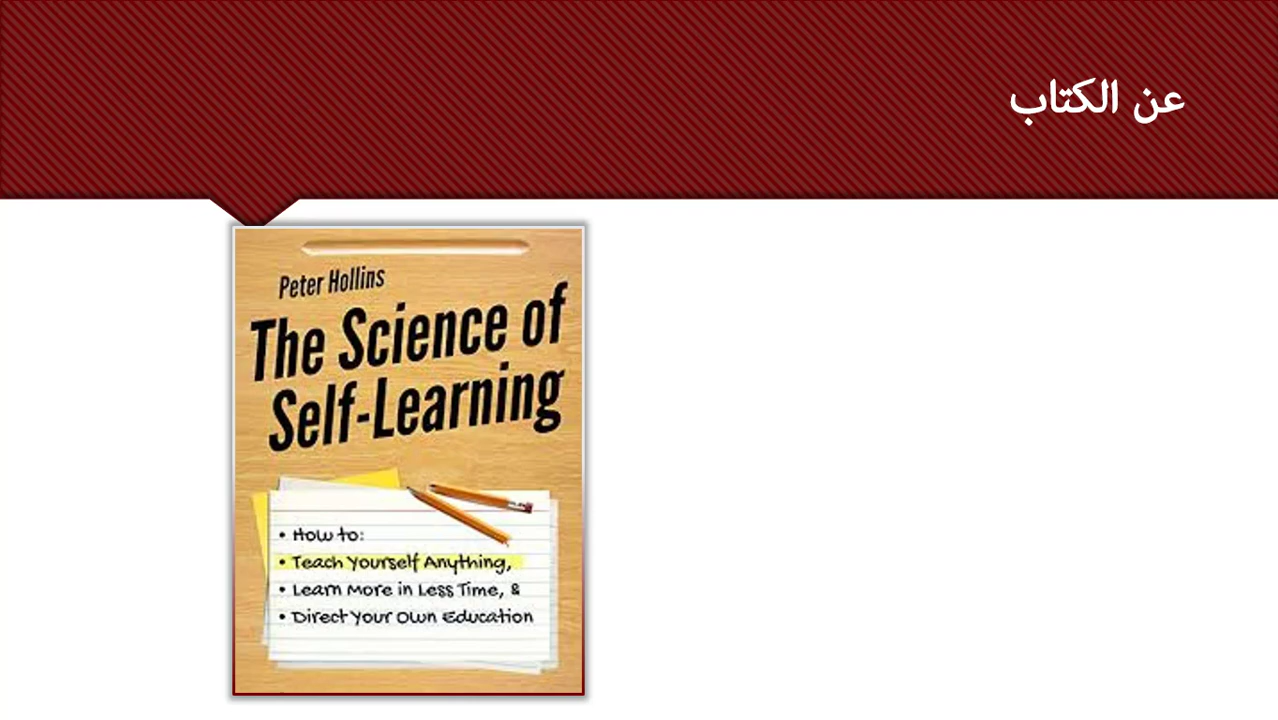 عن الكتاب
Peter Hollins
The Science of
Self-Learning
• How to:
• Teach Yourself Anything,
• Learn More in Less Time, &
• Direct Your Own Education